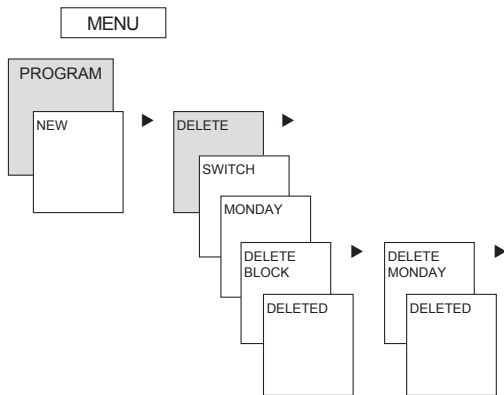 MENU
PROGRAM
NEW
DELETE
SWITCH
MONDAY
DELETE
BLOCK
DELETED
DELETE
MONDAY
DELETED